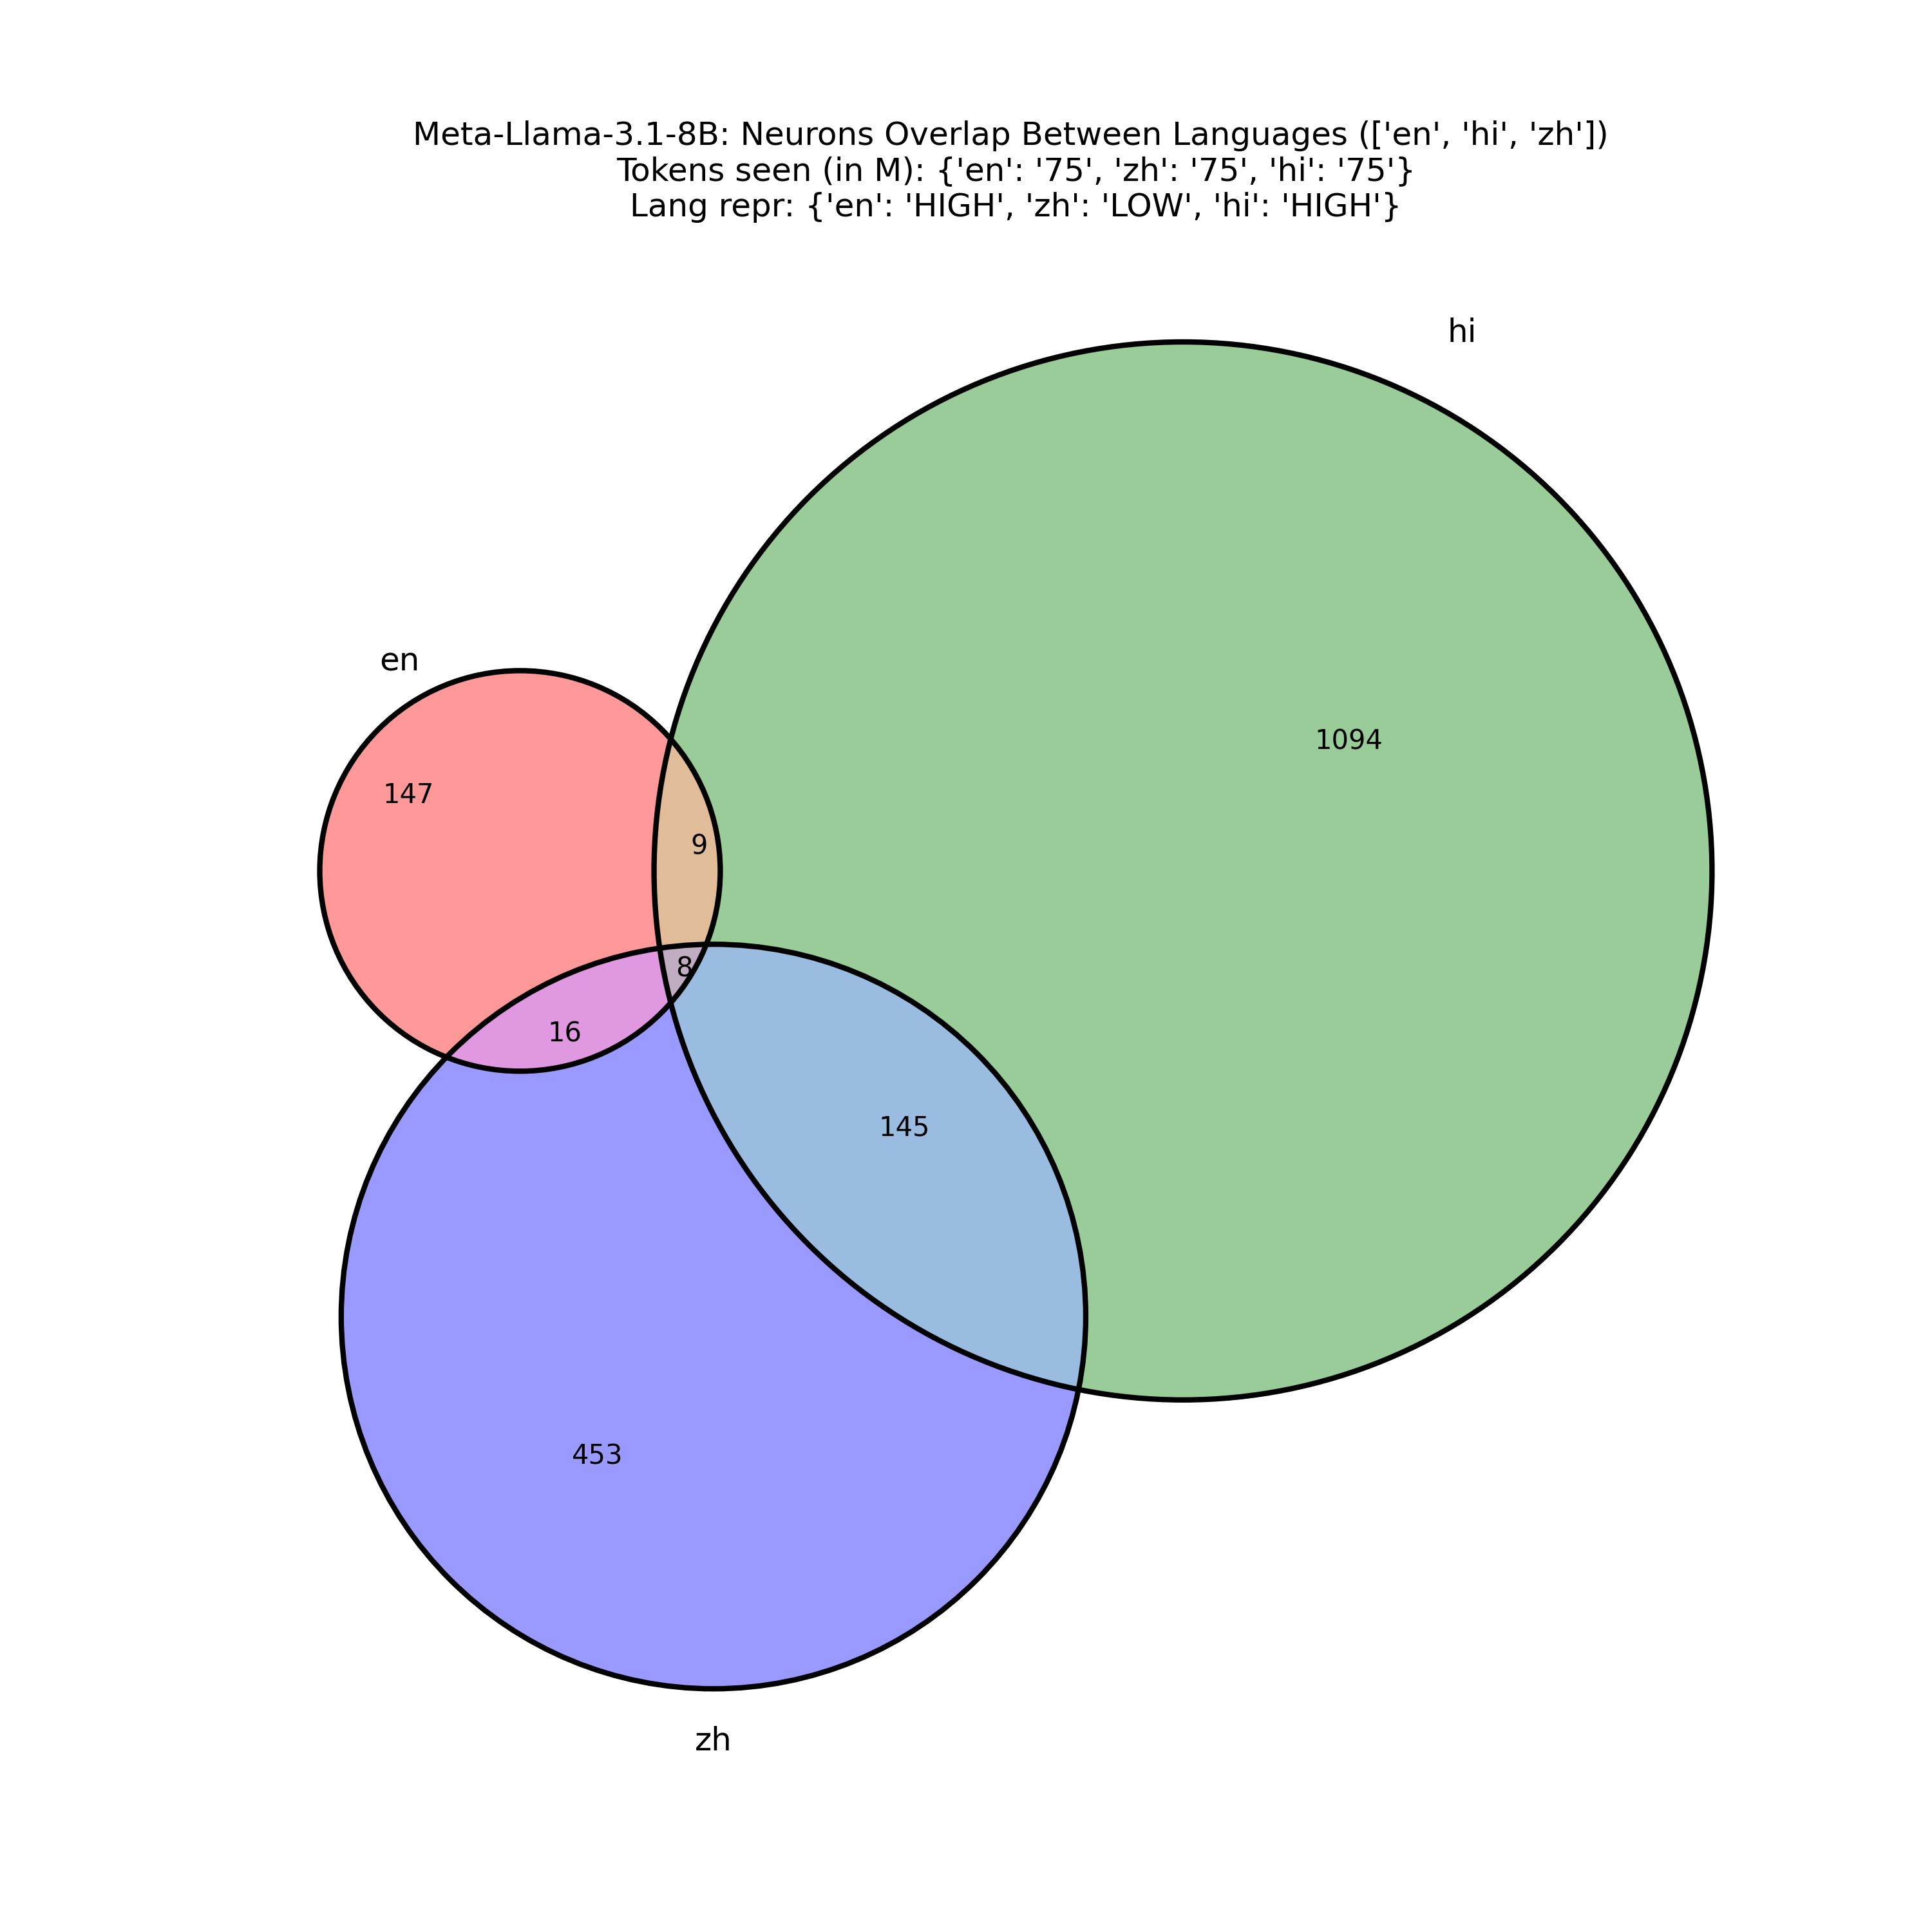 Meta-Llama-3.1-8B: Neurons Overlap Between Languages (['en', 'hi', 'zh'])
Tokens seen (in M): {'en': '75', 'zh': '75', 'hi': '75'}
Lang repr: {'en': 'HIGH', 'zh': 'LOW', 'hi': 'HIGH'}
hi
en
1094
147
9
8
16
145
453
zh